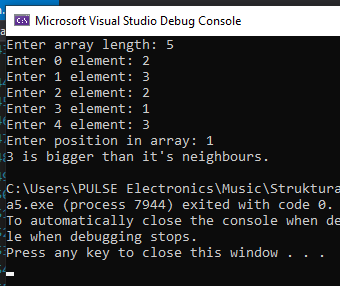 Microsoft Visual Studio Debug Console
Enter array length: 5
Enter 0 element: 2
Enter 1 element: 3
Enter 2 element: 2
Enter 3 element: 1
Enter 4 element: 3
Enter position in array: 1
3 is bigger than it's neighbours.
C:\Users\PULSE Electronics\Music\Struktura
a5.exe (process 7944) exited with code 0.
To automatically close the console when de
le when debugging stops.
Press any key to close this window . . .